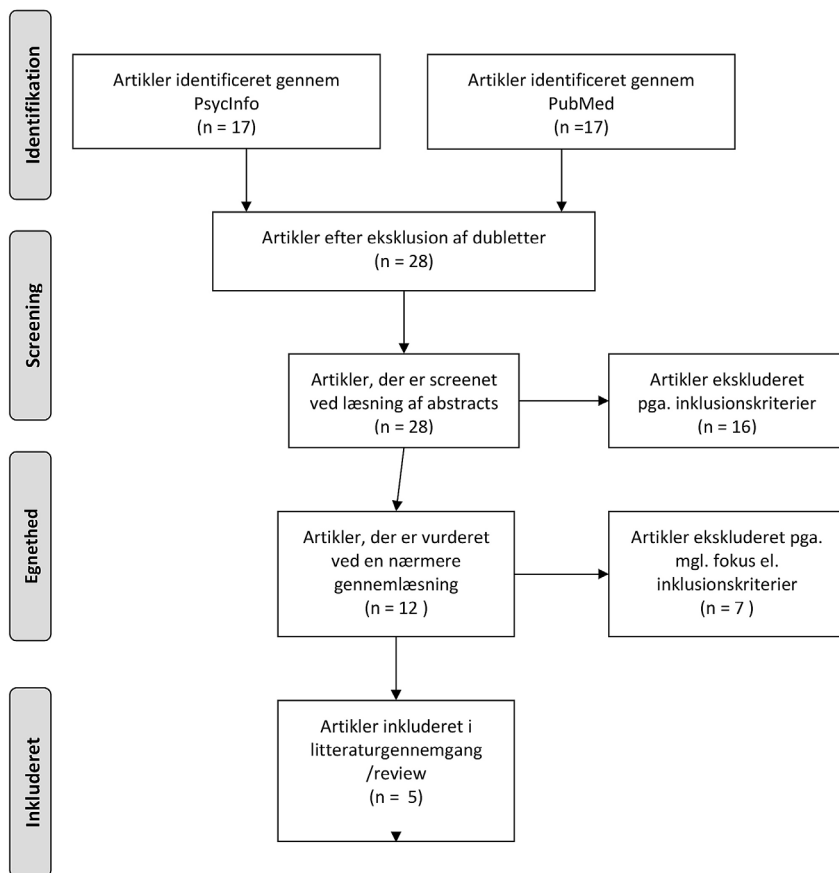 Identifikation
Artikler identificeret gennem
PsycInfo
(n = 17)
Artikler identificeret gennem
PubMed
(n =17)
Artikler efter eksklusion af dubletter
(n = 28)
Screening
Artikler, der er screenet
ved læsning af abstracts
(n = 28)
Artikler ekskluderet
pga. inklusionskriterier
(n = 16)
Egnethed
Artikler, der er vurderet
ved en nærmere
gennemlæsning
(n = 12 )
Artikler ekskluderet pga.
mgl. fokus el.
inklusionskriterier
(n = 7 )
Inkluderet
Artikler inkluderet i
litteraturgennemgang
/review
(n = 5)